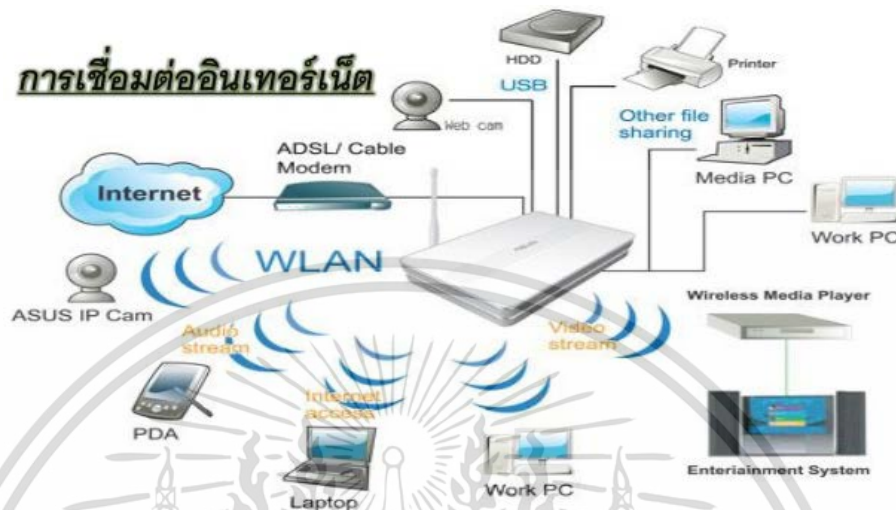 การเชื่อมต่ออินเทอร์เน็ต
HDD
USB
Printer
Web cam
Other file
sharing
ADSL/ Cable
Modem
Media PC
Internet
Work PC
WLAN
ASUS
ASUS IP Cam
Wireless Media Player
Audio
stream
Video
stream
Internet
access
PDA
Laptop
Work PC
Enteriainment System